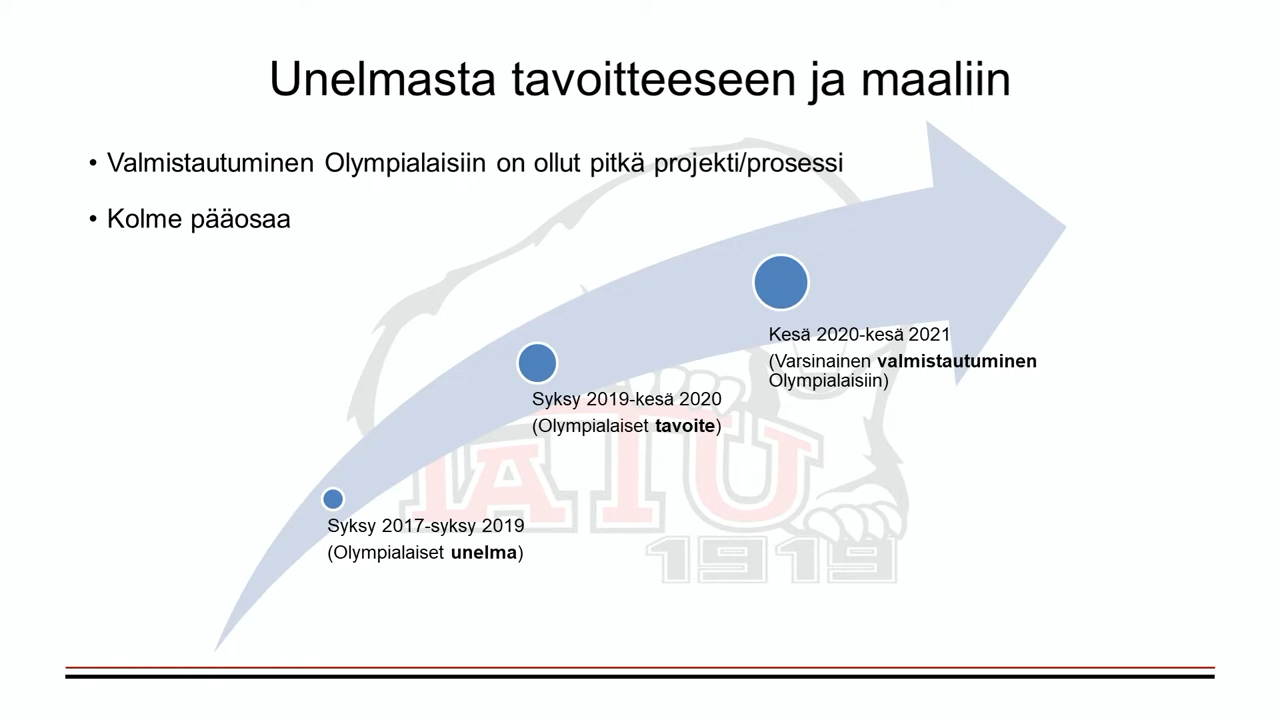 Unelmasta tavoitteeseen ja maaliin
• Valmistautuminen Olympialaisiin on ollut pitkä projekti/prosessi
• Kolme pääosaa
Kesä 2020-kesä 2021
(Varsinainen valmistautuminen
Olympialaisiin)
Syksy 2019-kesä 2020
(Olympialaiset tavoite)
Syksy 2017-syksy 2019
(Olympialaiset unelma)
1919